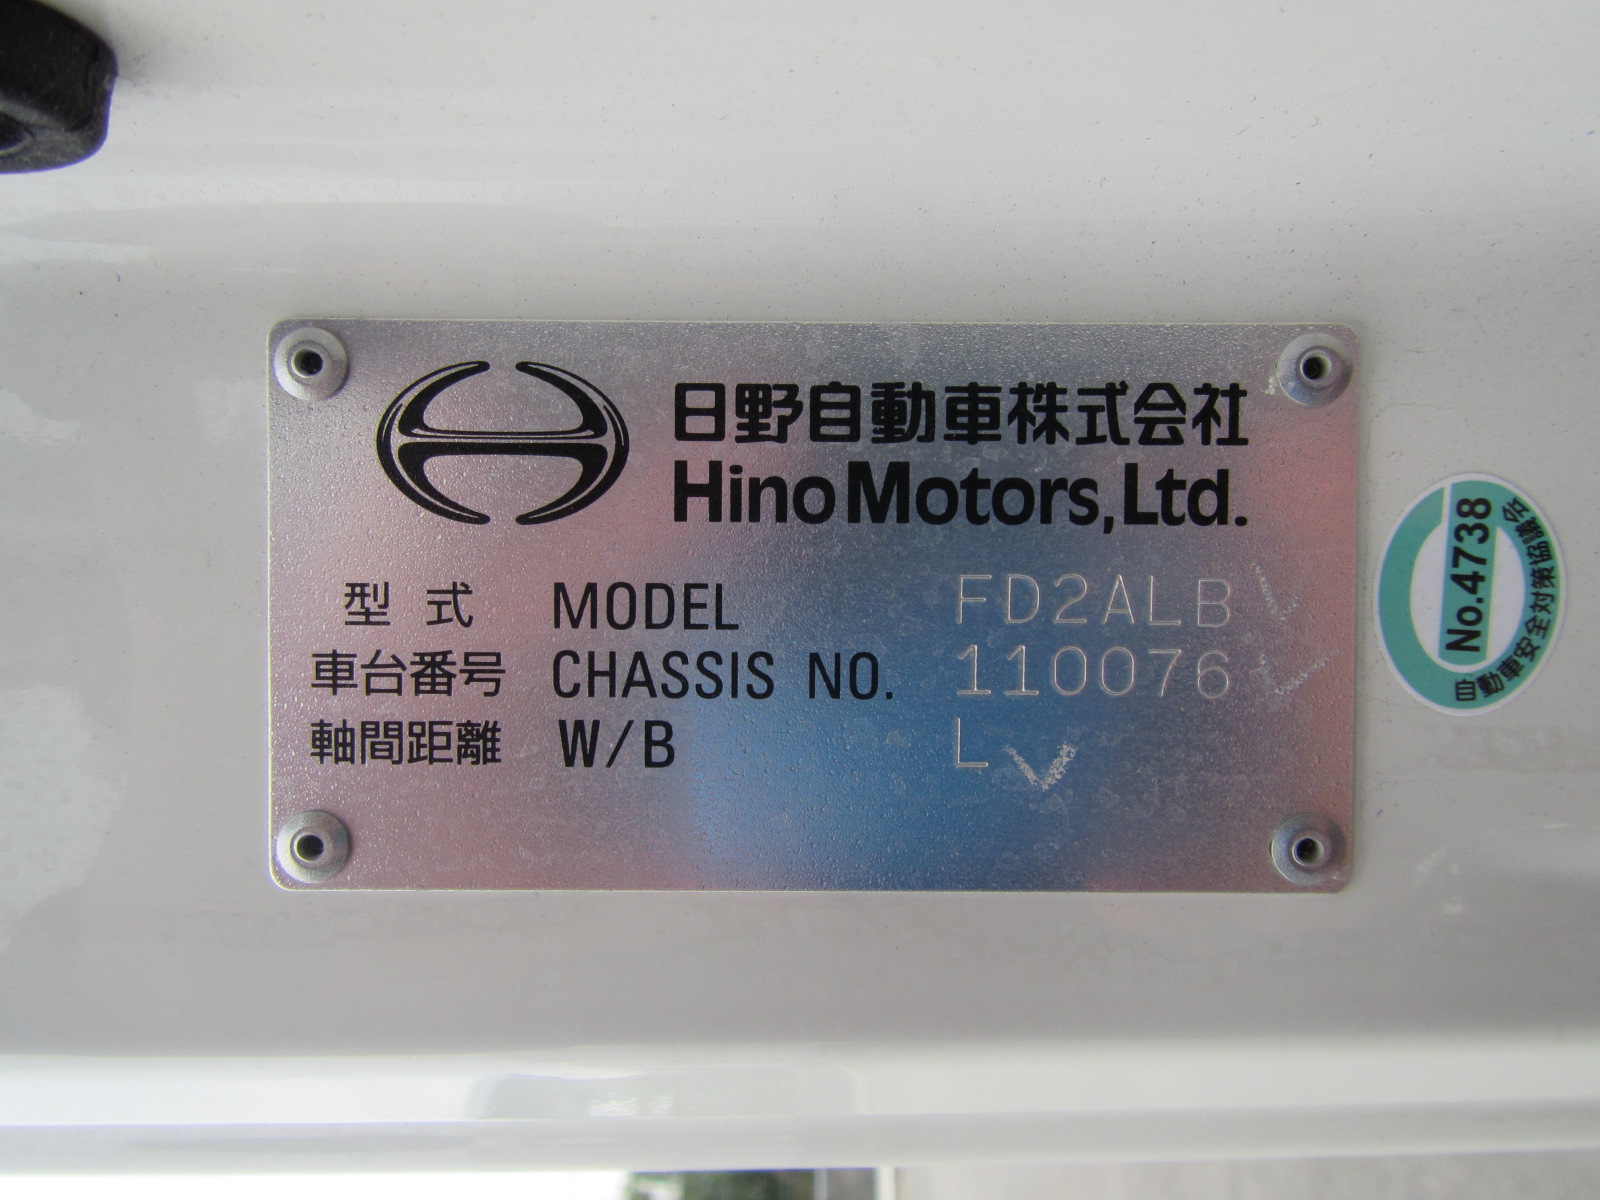 日野自動車株式会社
Hino Motors, Ltd.
型式 MODEL FD2ALB
車台番号 CHASSIS NO. 110076
軸間距離 W/B L
No.4738
自動車安全対策協議会